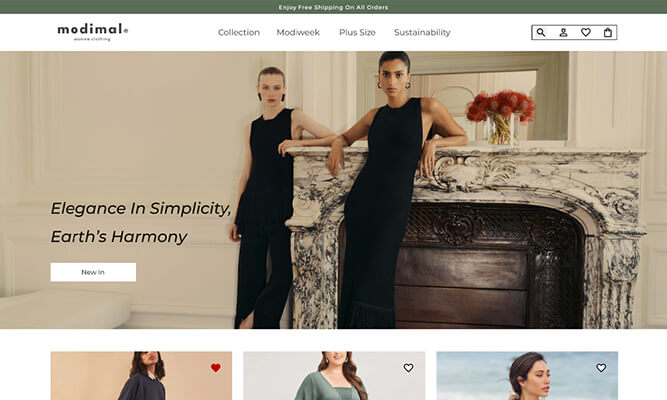 Enjoy Free Shipping On All Orders
modimal®
women clothing
Collection Modiweek Plus Size Sustainability
Elegance In Simplicity,
Earth's Harmony
New In